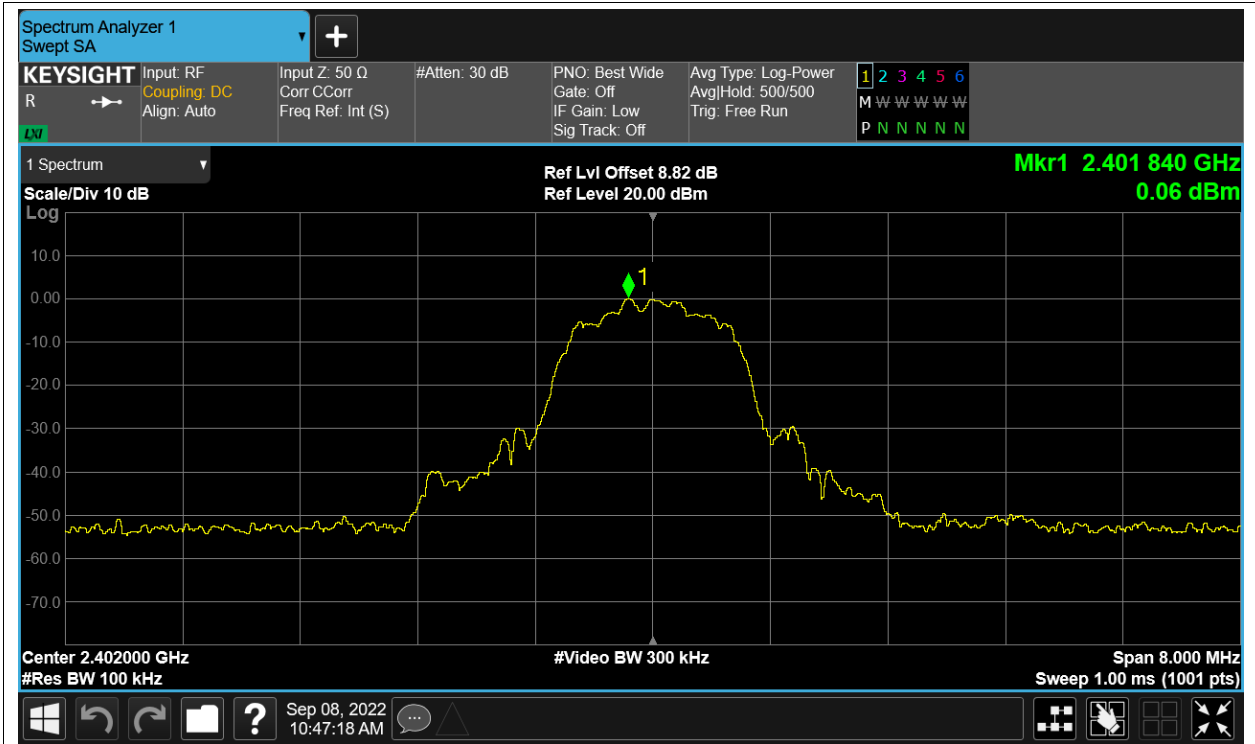 Spectrum Analyzer 1
Swept SA
KEYSIGHT
R
LXI
Input: RF
Coupling: DC
Align: Auto
Input Z: 50 Ω
Corr CCorr
Freq Ref: Int (S)
#Atten: 30 dB
PNO: Best Wide
Gate: Off
IF Gain: Low
Sig Track: Off
Avg Type: Log-Power
Avg|Hold: 500/500
Trig: Free Run
1 2 3 4 5 6
M W W W W W
P N N N N N
1 Spectrum
Scale/Div 10 dB
Log
Ref Lvl Offset 8.82 dB
Ref Level 20.00 dBm
Mkr1 2.401 840 GHz
0.06 dBm
1
10.0
0.00
-10.0
-20.0
-30.0
-40.0
-50.0
-60.0
-70.0
Center 2.402000 GHz
#Res BW 100 kHz
#Video BW 300 kHz
Span 8.000 MHz
Sweep 1.00 ms (1001 pts)
?
Sep 08, 2022
10:47:18 AM